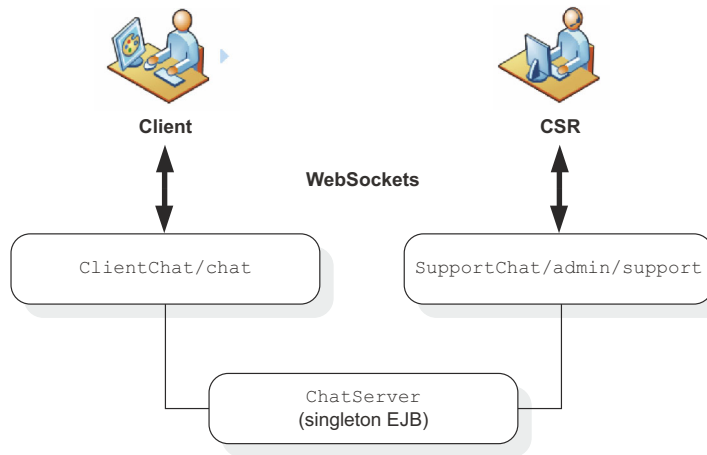 Client
CSR
WebSockets
ClientChat/chat
SupportChat/admin/support
ChatServer
(singleton EJB)